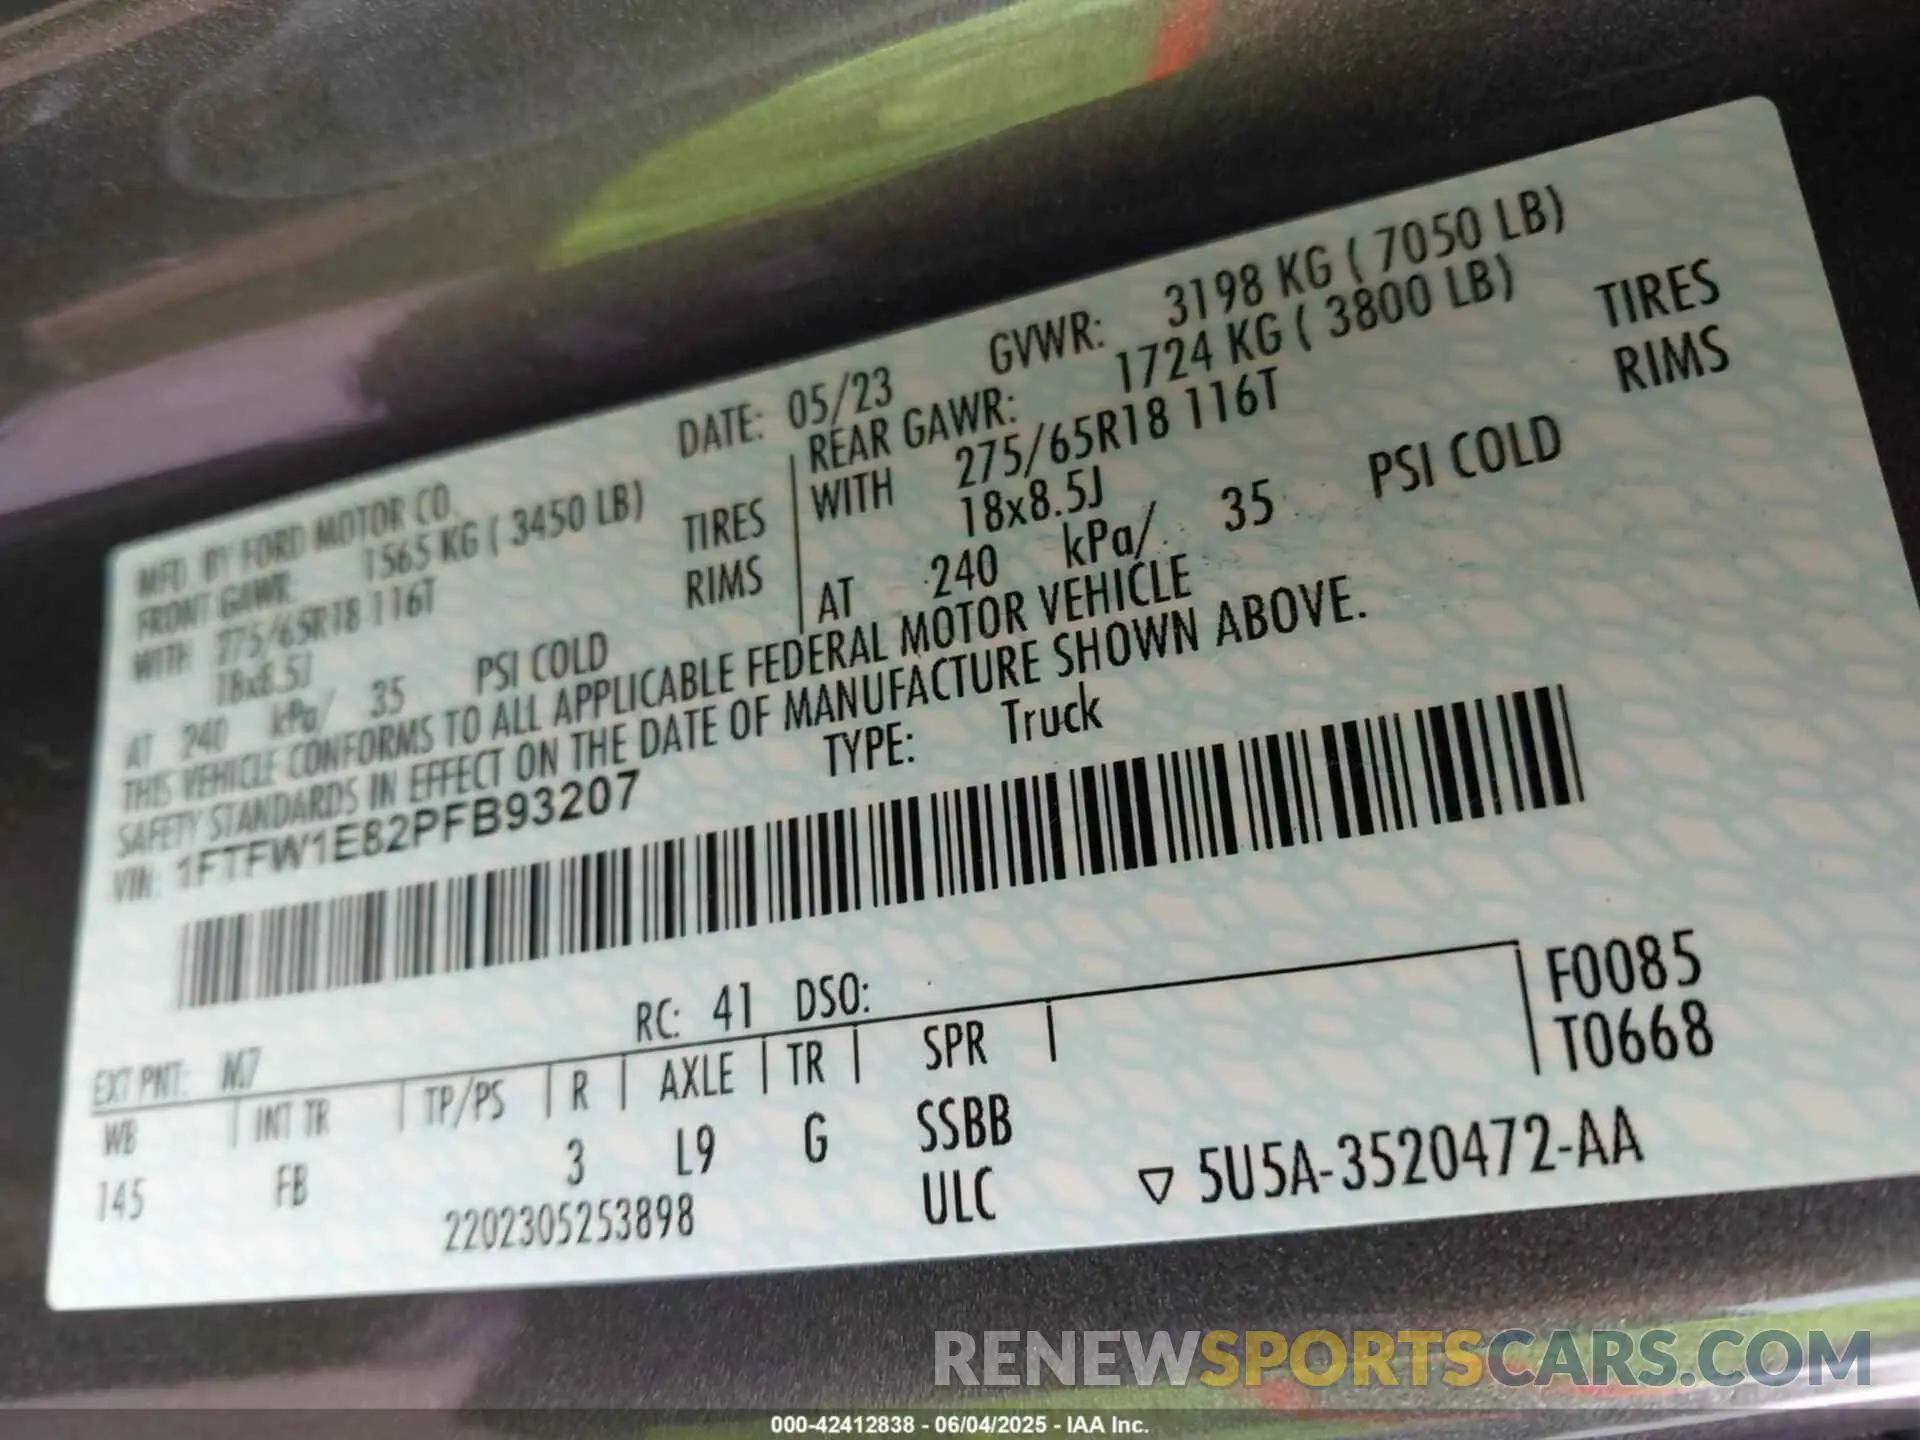 MFD. BY FORD MOTOR CO. DATE: 05/23 GVWR: 3198 KG ( 7050 LB)
FRONT GAWR: 1565 KG ( 3450 LB) REAR GAWR: 1724 KG ( 3800 LB)
WITH 275/65R18 116T TIRES WITH 275/65R18 116T TIRES
18x8.5J RIMS 18x8.5J RIMS
AT 240 kPa/ 35 PSI COLD AT 240 kPa/ 35 PSI COLD
THIS VEHICLE CONFORMS TO ALL APPLICABLE FEDERAL MOTOR VEHICLE
SAFETY STANDARDS IN EFFECT ON THE DATE OF MANUFACTURE SHOWN ABOVE.
VIN: 1FTFW1E82PFB93207 TYPE: Truck
EXT PNT: M7 RC: 41 DSO: F0085
WB INT TR TP/PS R AXLE TR SPR T0668
145 FB 3 L9 G SSBB
2202305253898 ULC ▽ 5U5A-3520472-AA
RENEWSPORTSCARS.COM
000-42412838 - 06/04/2025 - IAA Inc.